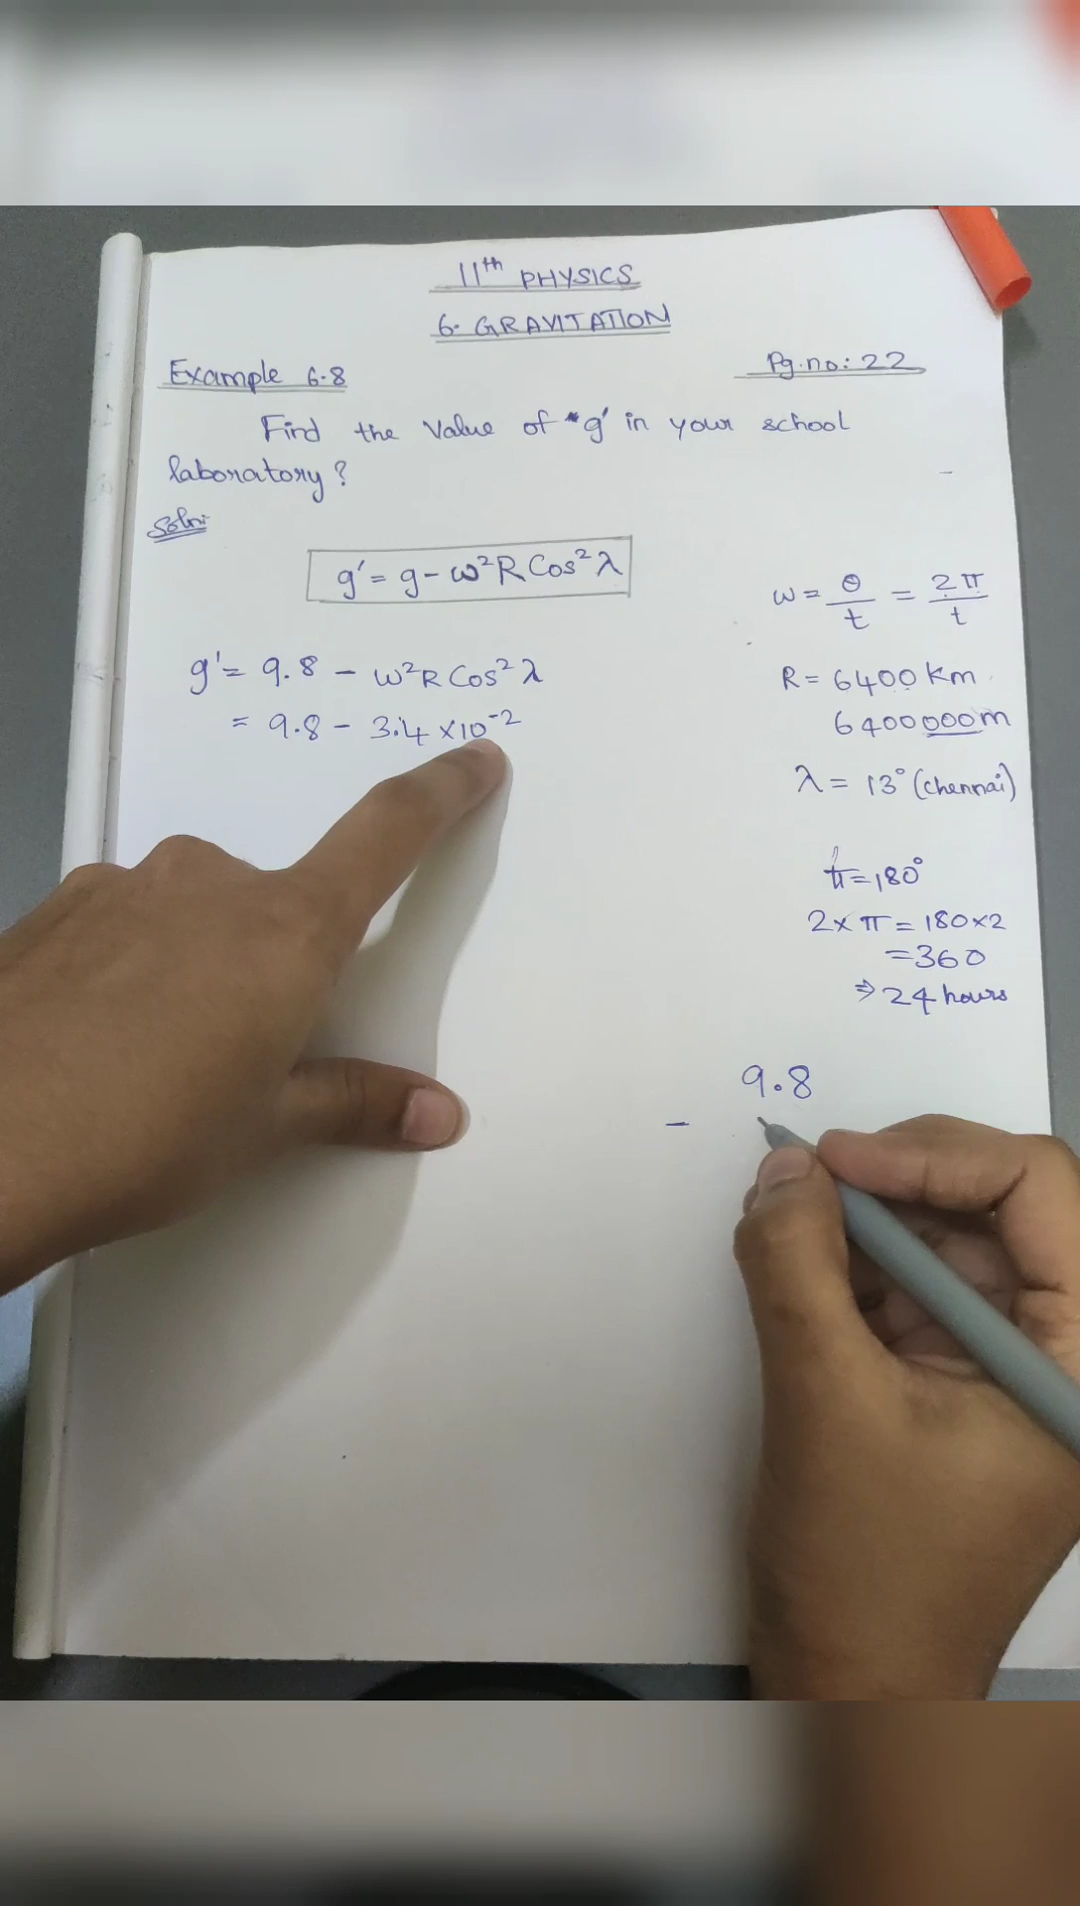 11th PHYSICS
6. GRAVITATION
Example 6.8
Pg.no: 22
Find the Value of "g' in your school
laboratory?
Soln:
g' = g - ω²R Cos²λ
g' = 9.8 - ω²R Cos²λ
= 9.8 - 3.4 ×10⁻²
ω = θ/t = 2π/t
R = 6400 km
6400000m
λ = 13° (chennai)
π = 180°
2 × π = 180×2
= 360
⇒ 24 hours
9.8
-